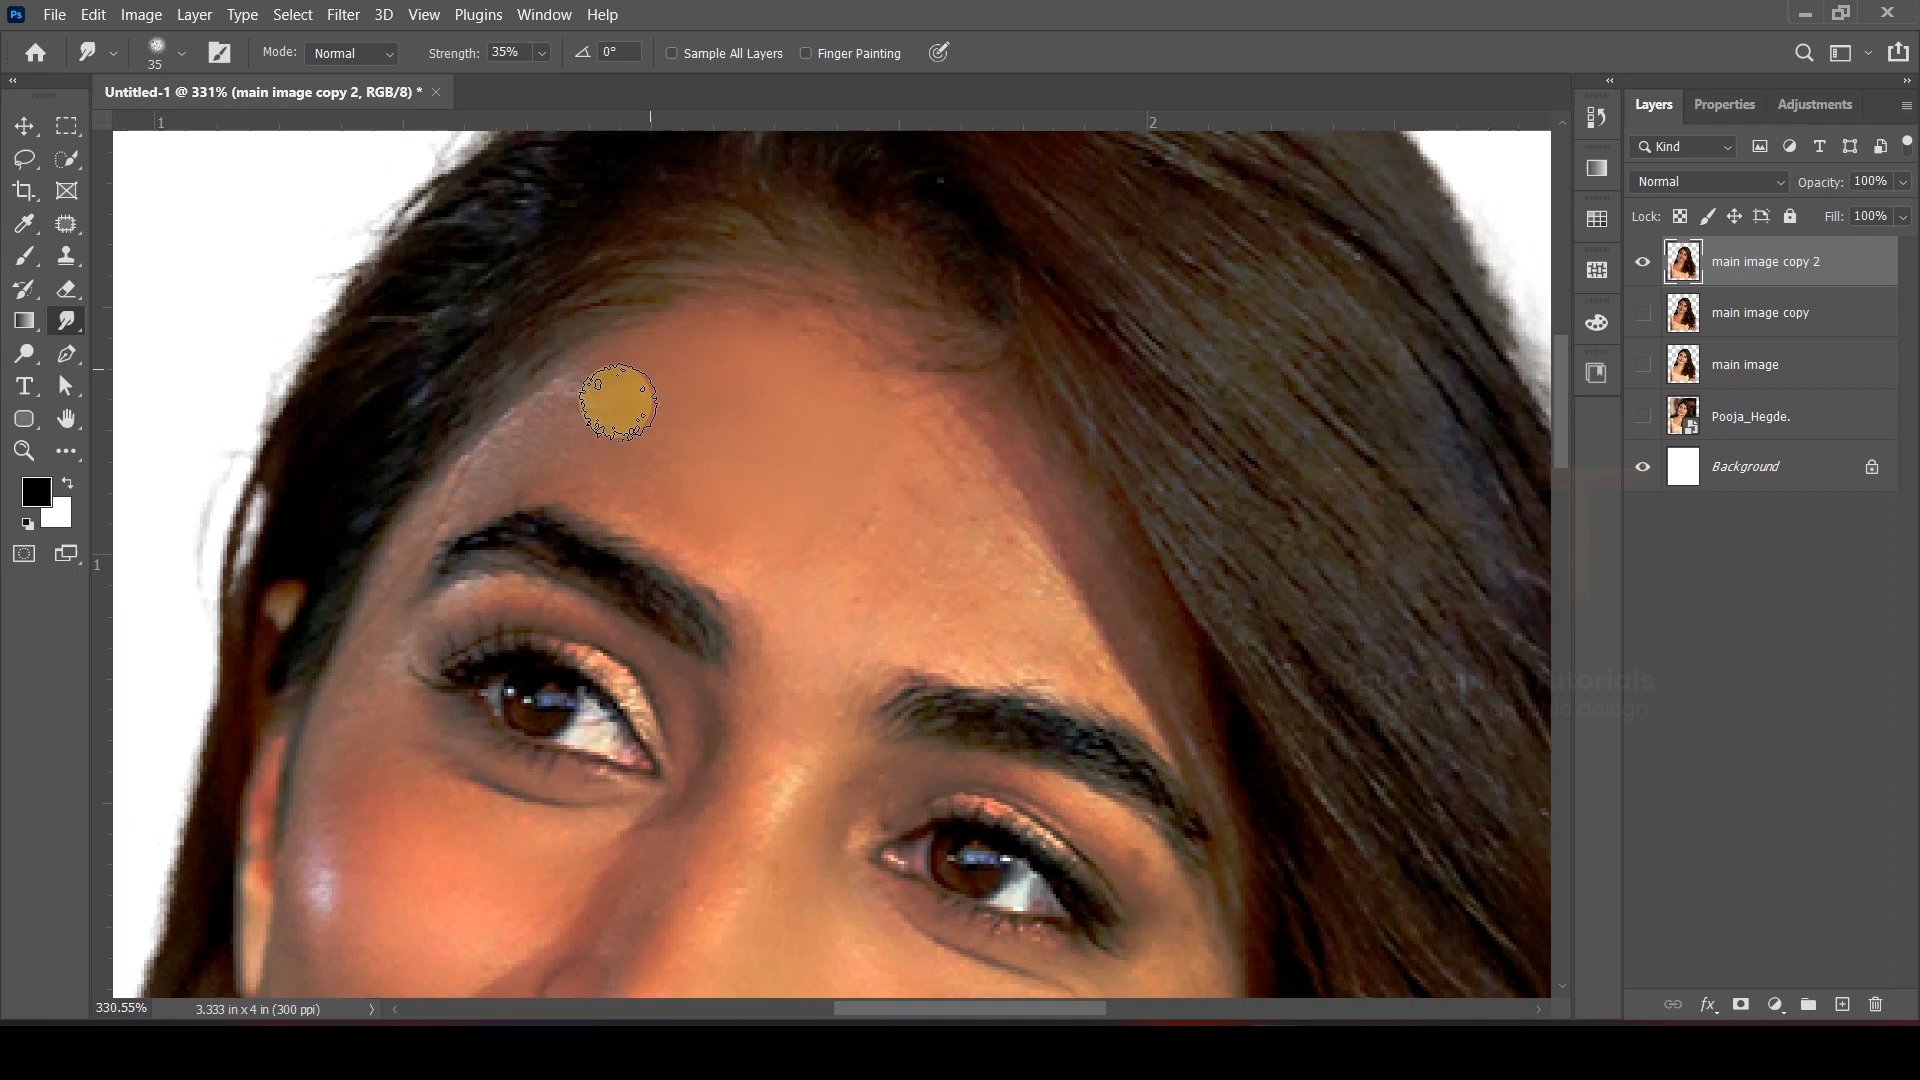 Ps File Edit Image Layer Type Select Filter 3D View Plugins Window Help
35 Mode: Normal Strength: 35% 0° Sample All Layers Finger Painting
Untitled-1 @ 331% (main image copy 2, RGB/8) *
1 2
1
T
330.55% 3.333 in x 4 in (300 ppi)
Layers Properties Adjustments
Kind
Normal Opacity: 100%
Lock: Fill: 100%
main image copy 2
main image copy
main image
Pooja_Hegde.
Background
fx